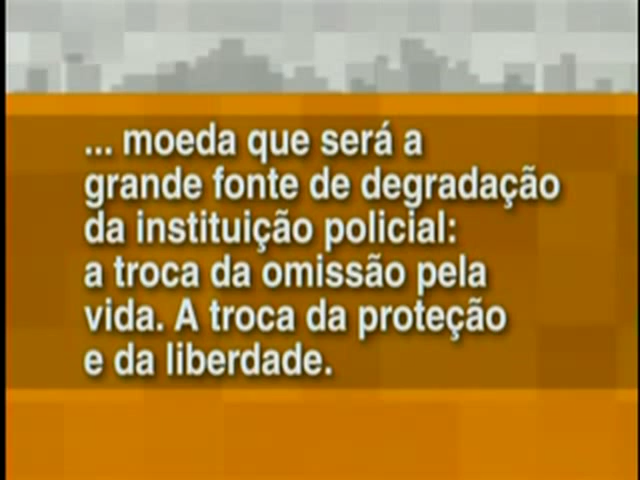 ... moeda que será a
grande fonte de degradação
da instituição policial:
a troca da omissão pela
vida. A troca da proteção
e da liberdade.